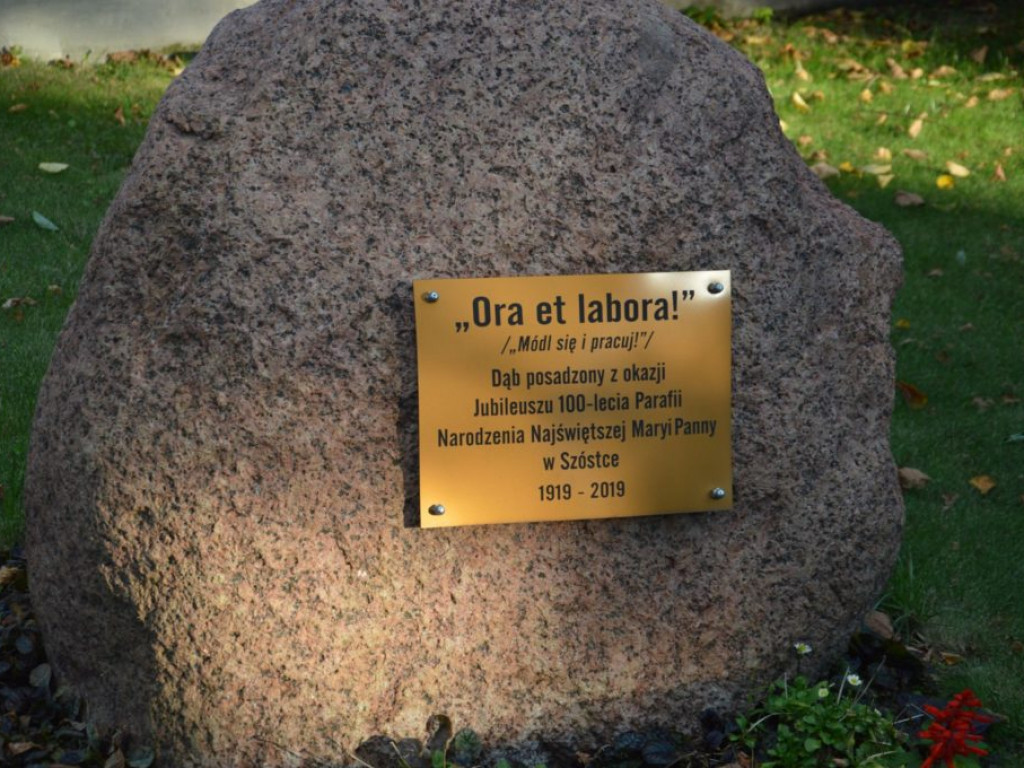 „Ora et labora!”
/„Módl się i pracuj!”/
Dąb posadzony z okazji
Jubileuszu 100-lecia Parafii
Narodzenia Najświętszej Maryi Panny
w Szóstce
1919 - 2019